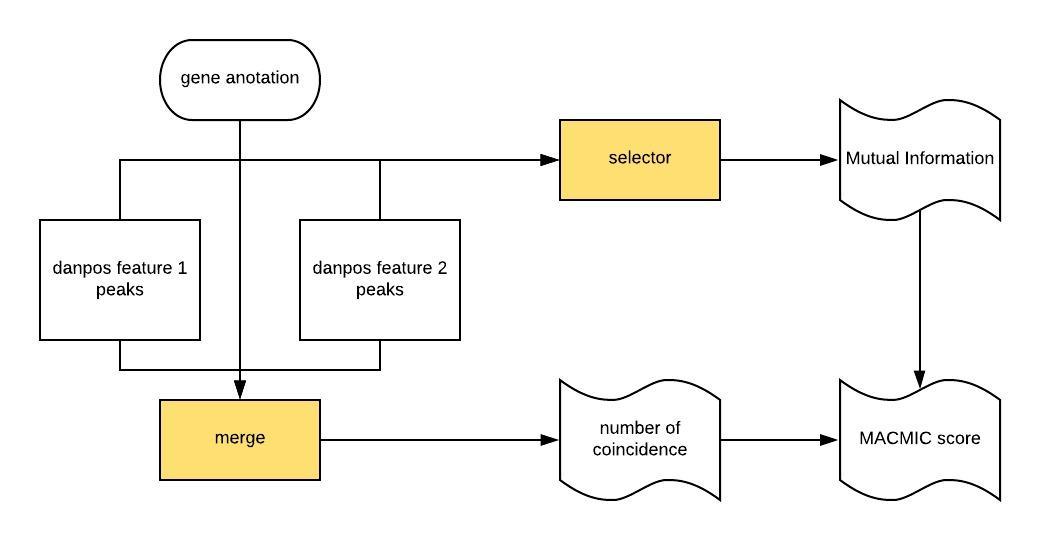 gene anotation
selector
Mutual Information
danpos feature 1
peaks
danpos feature 2
peaks
merge
number of
coincidence
MACMIC score